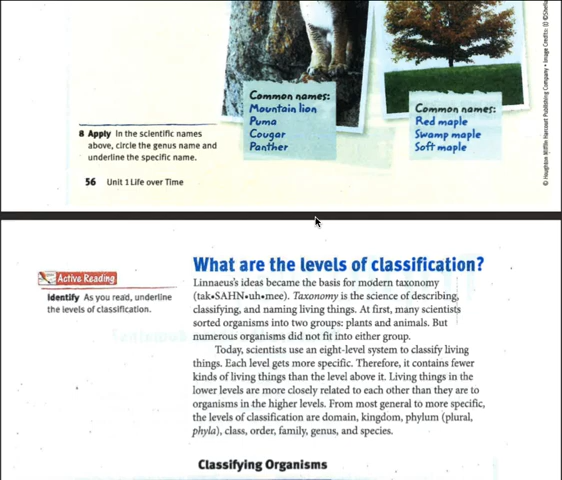 Common names:
Mountain lion
Puma
Cougar
Panther
Common names:
Red maple
Swamp maple
Soft maple
8 Apply In the scientific names
above, circle the genus name and
underline the specific name.
56 Unit 1 Life over Time
© Houghton Mifflin Harcourt Publishing Company • Image Credits:
What are the levels of classification?
Active Reading
Identify As you read, underline
the levels of classification.
Linnaeus's ideas became the basis for modern taxonomy
(tak•SAHN•uh•mee). Taxonomy is the science of describing,
classifying, and naming living things. At first, many scientists
sorted organisms into two groups: plants and animals. But
numerous organisms did not fit into either group.
Today, scientists use an eight-level system to classify living
things. Each level gets more specific. Therefore, it contains fewer
kinds of living things than the level above it. Living things in the
lower levels are more closely related to each other than they are to
organisms in the higher levels. From most general to more specific,
the levels of classification are domain, kingdom, phylum (plural,
phyla), class, order, family, genus, and species.
Classifying Organisms